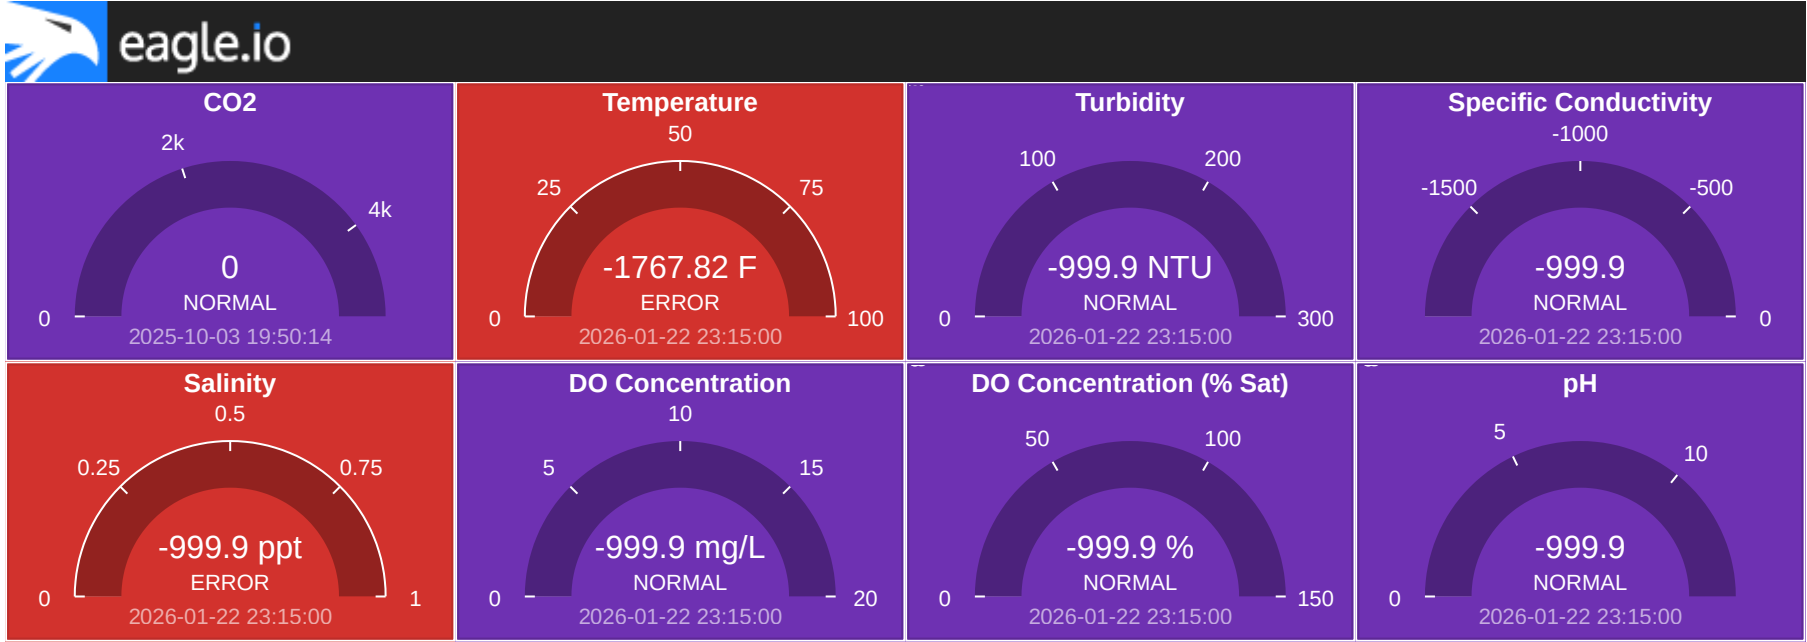 eagle.io
CO2
2k
4k
0
0
NORMAL
2025-10-03 19:50:14
Temperature
50
25
75
-1767.82 F
ERROR
0
100
2026-01-22 23:15:00
Turbidity
100
200
-999.9 NTU
NORMAL
0
300
2026-01-22 23:15:00
Specific Conductivity
-1000
-1500
-500
-999.9
NORMAL
0
2026-01-22 23:15:00
Salinity
0.5
0.25
0.75
-999.9 ppt
ERROR
0
1
2026-01-22 23:15:00
DO Concentration
10
5
15
-999.9 mg/L
NORMAL
0
20
2026-01-22 23:15:00
DO Concentration (% Sat)
50
100
-999.9 %
NORMAL
0
150
2026-01-22 23:15:00
pH
5
10
-999.9
NORMAL
0
2026-01-22 23:15:00